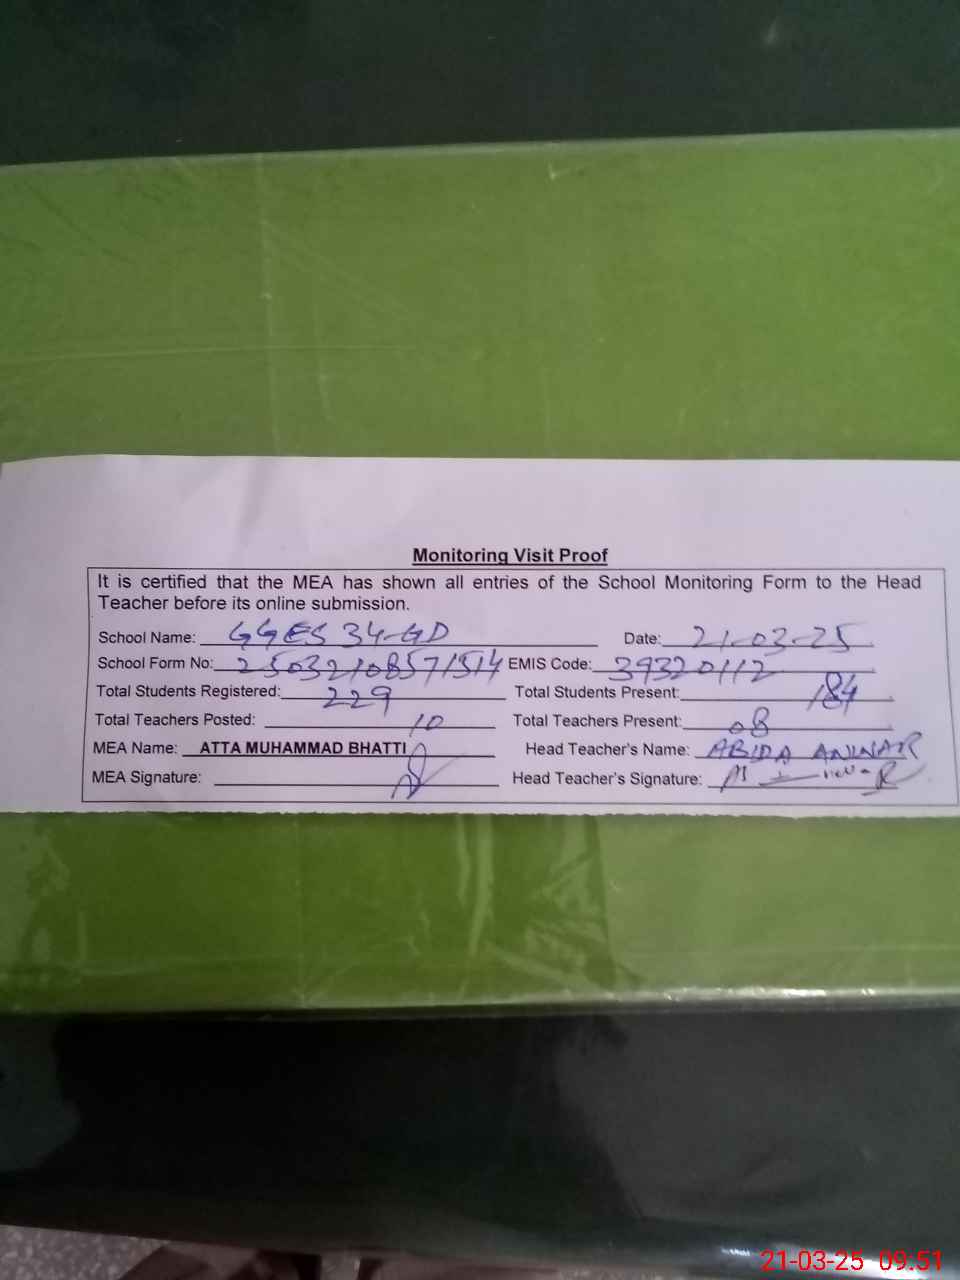 Monitoring Visit Proof
It is certified that the MEA has shown all entries of the School Monitoring Form to the Head
Teacher before its online submission.
School Name: GGES 34-GD Date: 21-03-25
School Form No: 25032108571514 EMIS Code: 39320112
Total Students Registered: 229 Total Students Present: 184
Total Teachers Posted: 10 Total Teachers Present: 08
MEA Name: ATTA MUHAMMAD BHATTI Head Teacher's Name: ABIDA ANWAR
MEA Signature: Head Teacher's Signature:
21-03-25 09.51